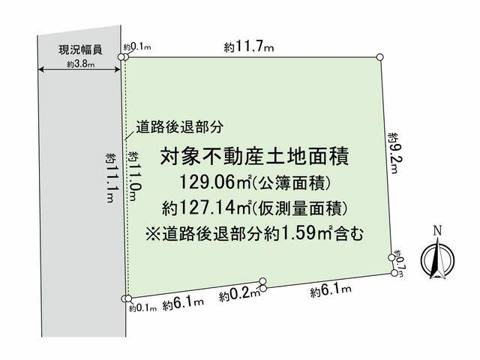 現況幅員
約3.8m
約0.1m
約11.7m
道路後退部分
対象不動産土地面積
129.06㎡(公簿面積)
約127.14㎡(仮測量面積)
※道路後退部分約1.59㎡含む
約11.1m
約11.0m
約9.2m
約0.7m
N
約0.1m
約6.1m
約0.2m
約6.1m